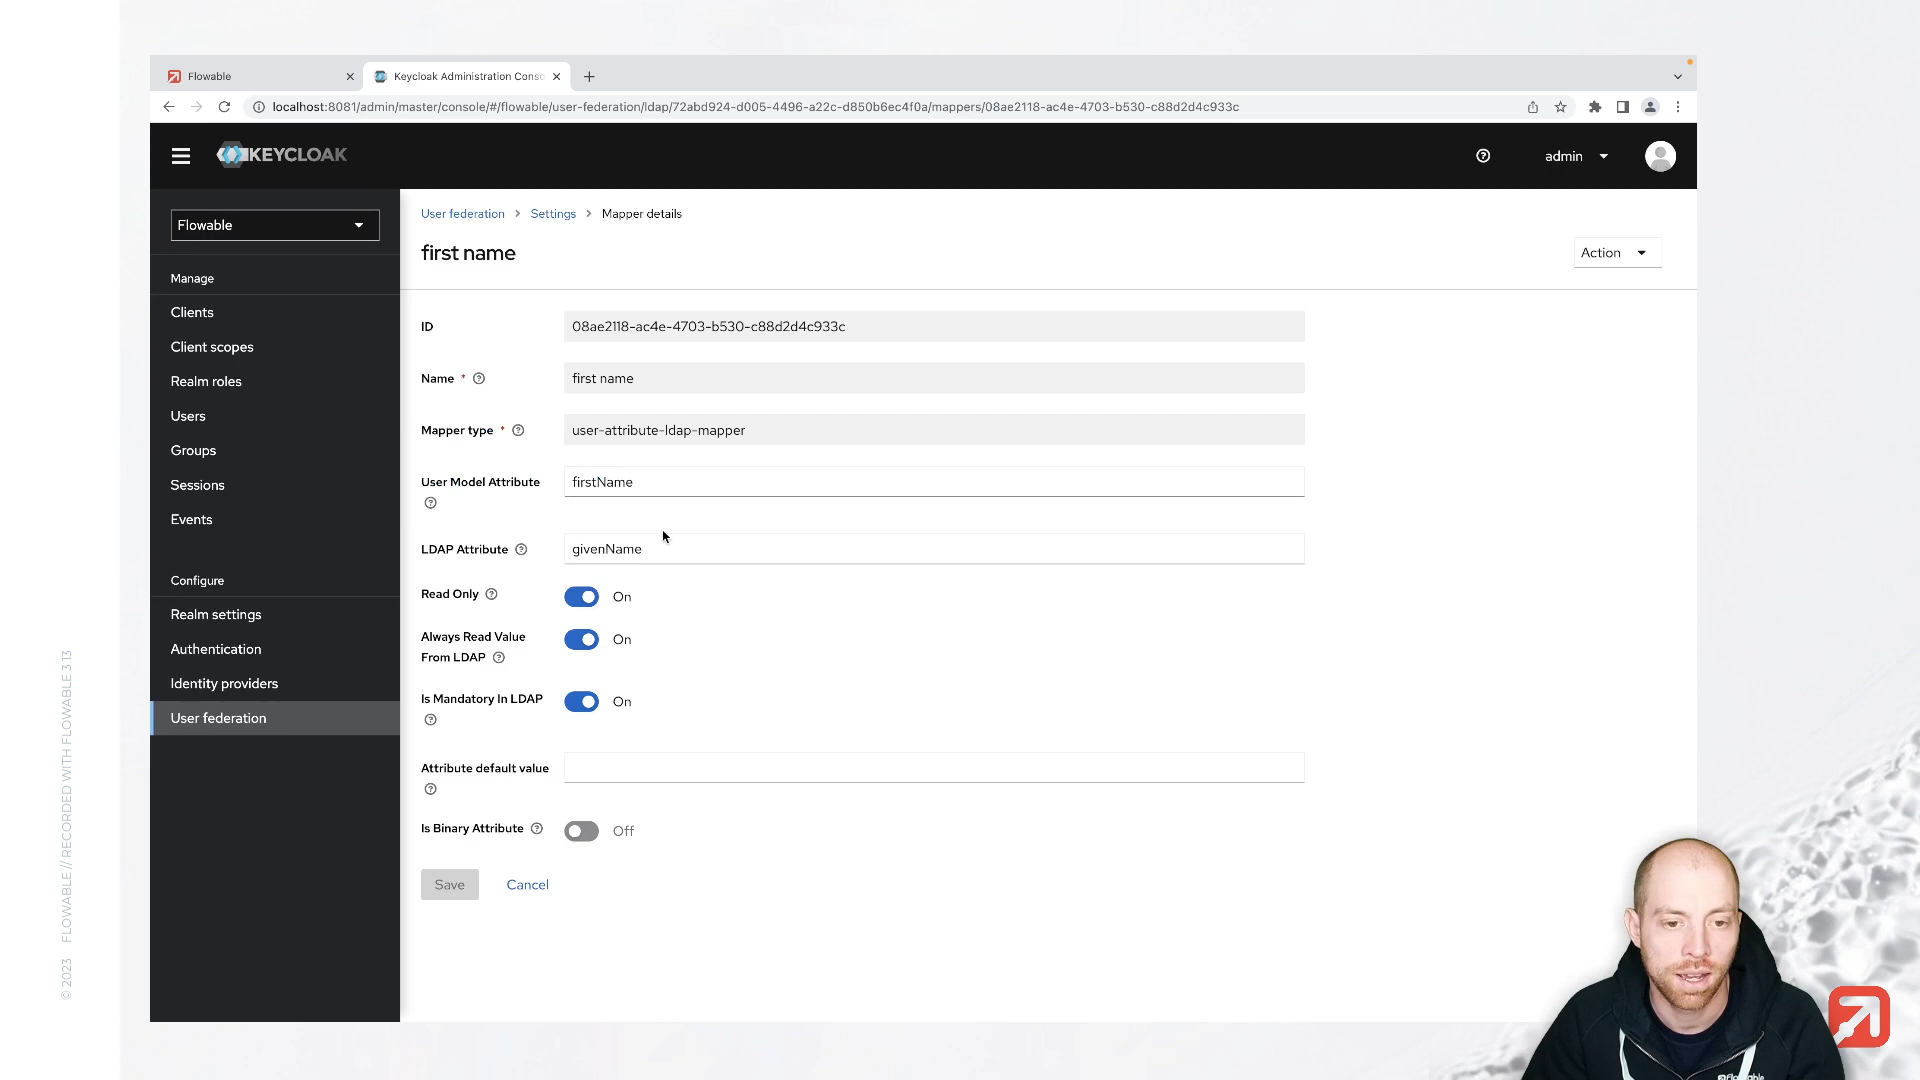 Flowable
Keycloak Administration Conso
localhost:8081/admin/master/console/#/flowable/user-federation/ldap/72abd924-d005-4496-a22c-d850b6ec4f0a/mappers/08ae2118-ac4e-4703-b530-c88d2d4c933c
KEYCLOAK
admin
Flowable
Manage
Clients
Client scopes
Realm roles
Users
Groups
Sessions
Events
Configure
Realm settings
Authentication
Identity providers
User federation
User federation > Settings > Mapper details
first name
Action
ID
08ae2118-ac4e-4703-b530-c88d2d4c933c
Name *
first name
Mapper type *
user-attribute-ldap-mapper
User Model Attribute
firstName
LDAP Attribute
givenName
Read Only
On
Always Read Value
From LDAP
On
Is Mandatory In LDAP
On
Attribute default value
Is Binary Attribute
Off
Save
Cancel
© 2023 FLOWABLE // RECORDED WITH FLOWABLE 3.13
Flowable